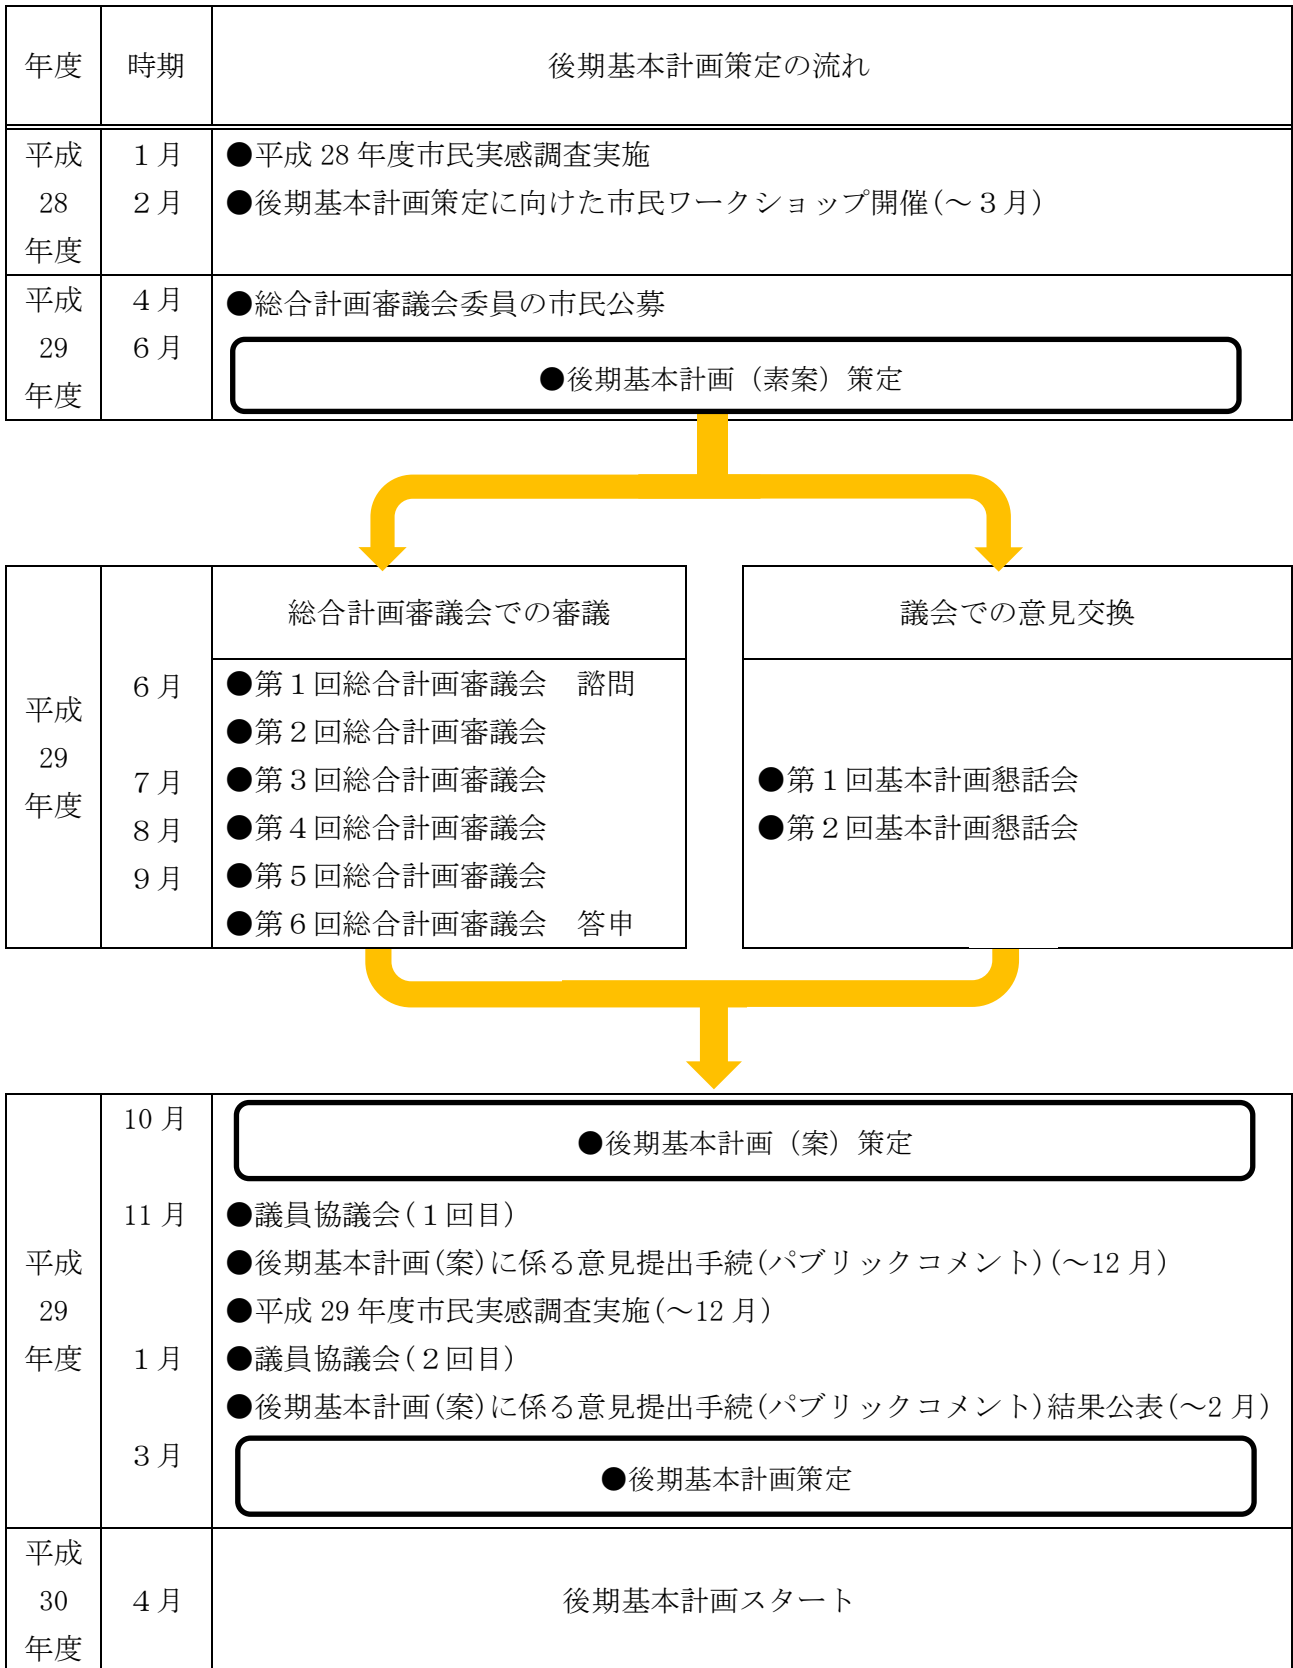 年度 時期 後期基本計画策定の流れ
平成 28 年度
1月 ●平成 28 年度市民実感調査実施
２月 ●後期基本計画策定に向けた市民ワークショップ開催(～３月)
平成 29 年度
４月 ●総合計画審議会委員の市民公募
６月 ●後期基本計画（素案）策定
総合計画審議会での審議
議会での意見交換
平成 29 年度
６月 ●第１回総合計画審議会　諮問
●第２回総合計画審議会
７月 ●第３回総合計画審議会 ●第１回基本計画懇話会
８月 ●第４回総合計画審議会 ●第２回基本計画懇話会
９月 ●第５回総合計画審議会
●第６回総合計画審議会　答申
平成 29 年度
10 月 ●後期基本計画（案）策定
11 月 ●議員協議会(１回目)
●後期基本計画(案)に係る意見提出手続(パブリックコメント)(～12 月)
●平成 29 年度市民実感調査実施(～12 月)
１月 ●議員協議会(２回目)
●後期基本計画(案)に係る意見提出手続(パブリックコメント)結果公表(～2 月)
３月 ●後期基本計画策定
平成 30 年度
４月 後期基本計画スタート